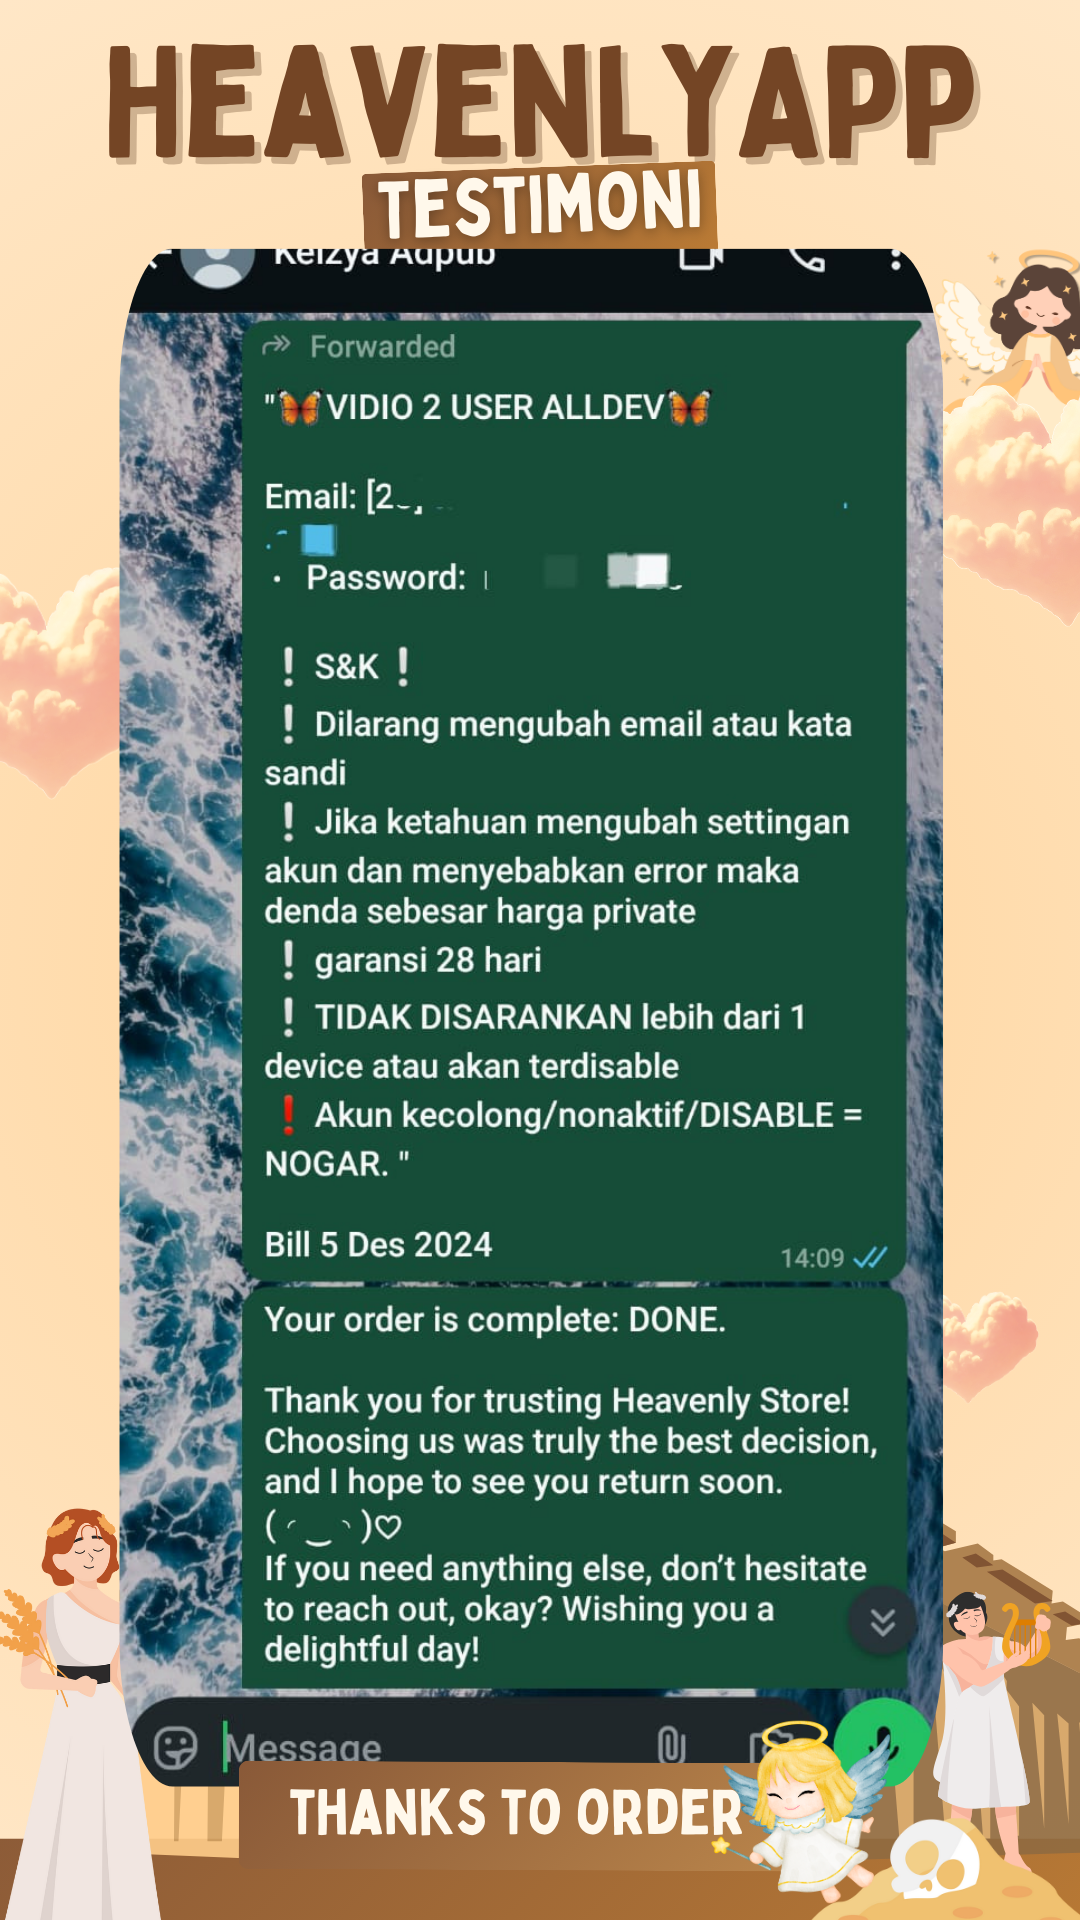 HEAVENLYAPP
TESTIMONI
Keizya Adpub
Forwarded
"🦋VIDIO 2 USER ALLDEV🦋
Email: [2
• Password:
❕ S&K ❕
❕ Dilarang mengubah email atau kata
sandi
❕ Jika ketahuan mengubah settingan
akun dan menyebabkan error maka
denda sebesar harga private
❕ garansi 28 hari
❕ TIDAK DISARANKAN lebih dari 1
device atau akan terdisable
❗ Akun kecolong/nonaktif/DISABLE =
NOGAR. "
Bill 5 Des 2024
14:09
Your order is complete: DONE.
Thank you for trusting Heavenly Store!
Choosing us was truly the best decision,
and I hope to see you return soon.
(◜‿◝)♡
If you need anything else, don’t hesitate
to reach out, okay? Wishing you a
delightful day!
Message
THANKS TO ORDER